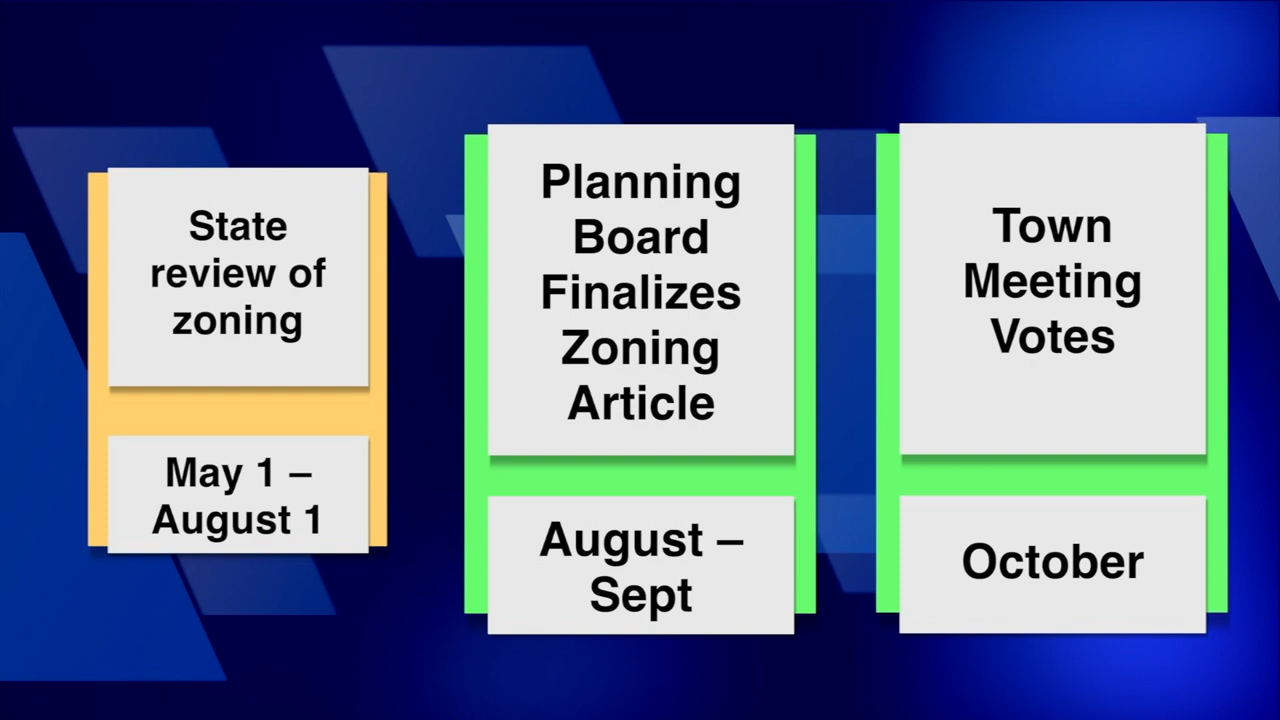 State
review of
zoning
May 1 –
August 1
Planning
Board
Finalizes
Zoning
Article
August –
Sept
Town
Meeting
Votes
October